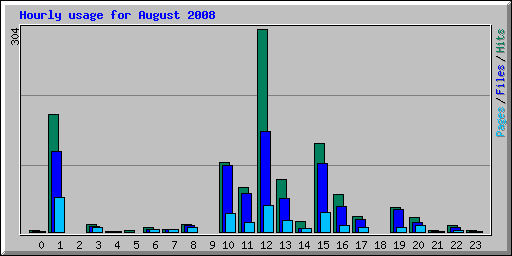 Hourly usage for August 2008
304
Pages / Files / Hits
0 1 2 3 4 5 6 7 8 9 10 11 12 13 14 15 16 17 18 19 20 21 22 23